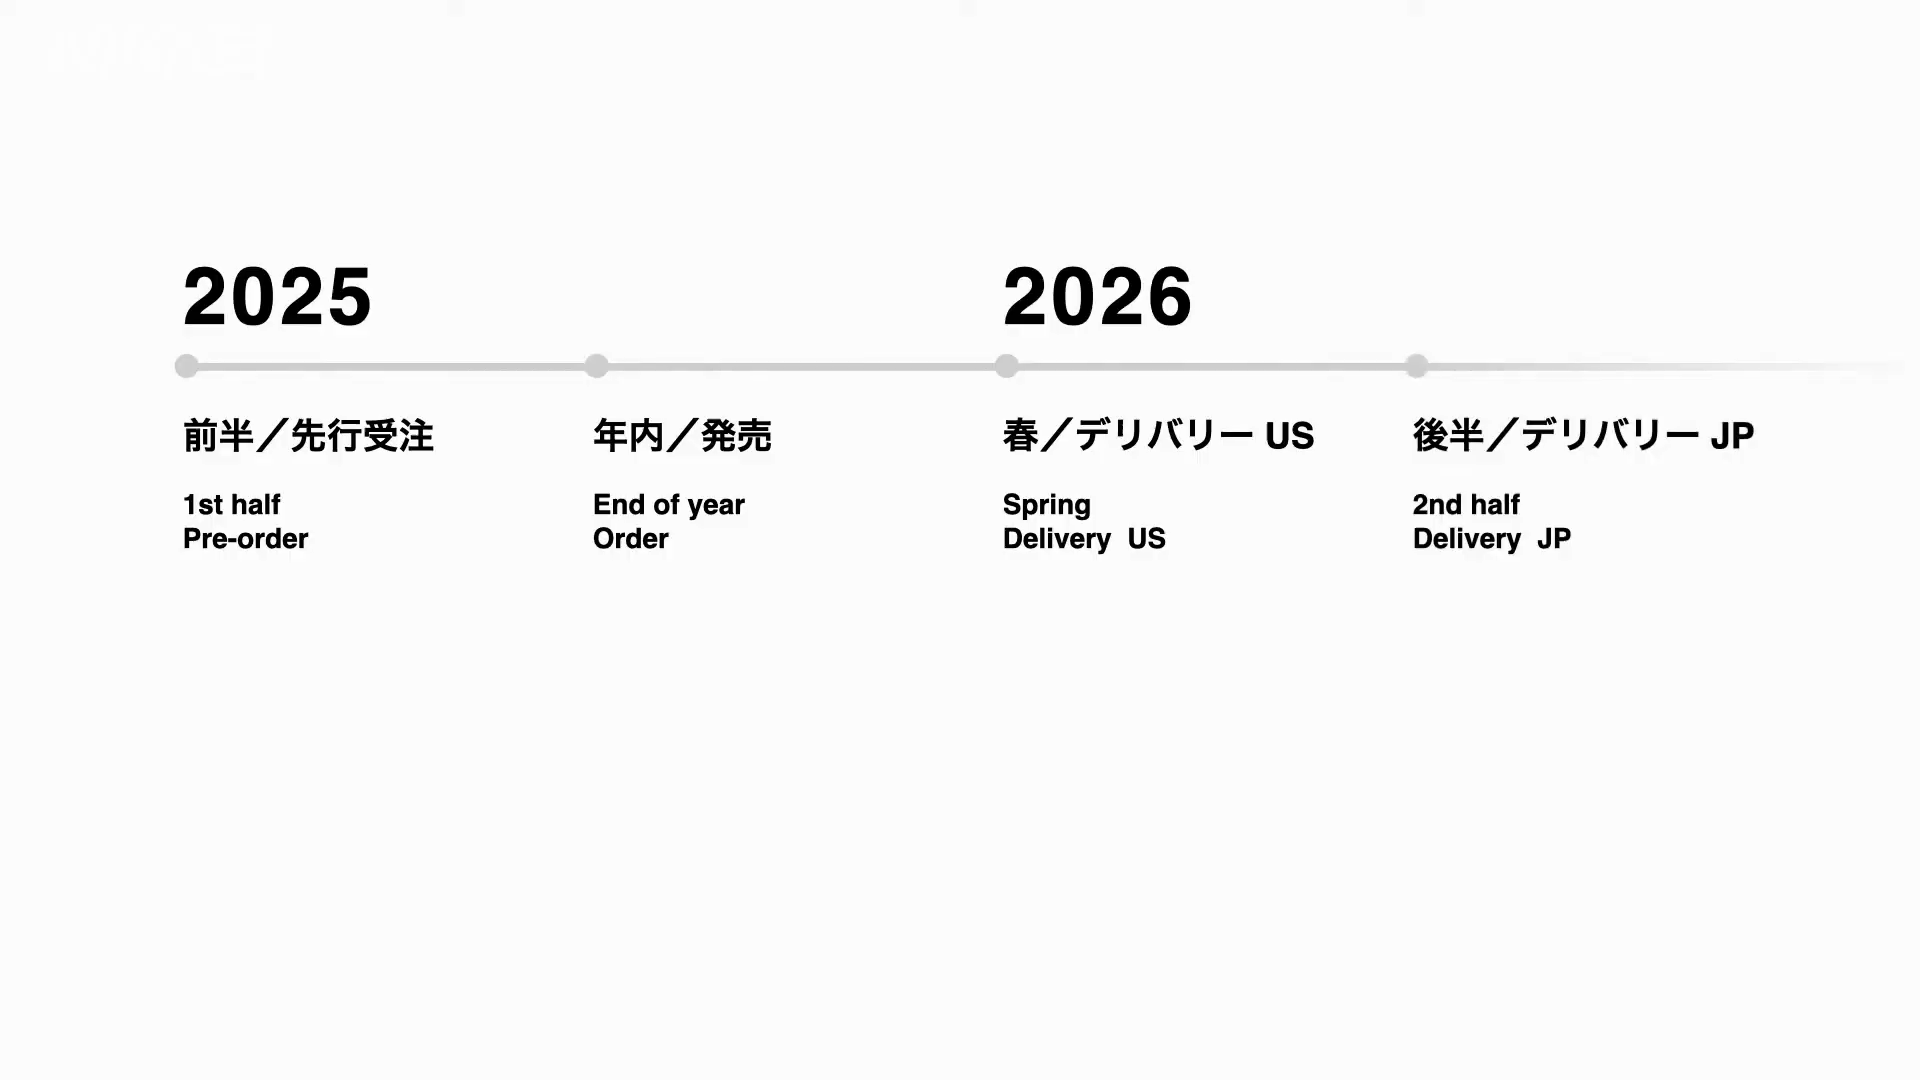 2025
2026
前半／先行受注
年内／発売
春／デリバリー US
後半／デリバリー JP
1st half
Pre-order
End of year
Order
Spring
Delivery US
2nd half
Delivery JP